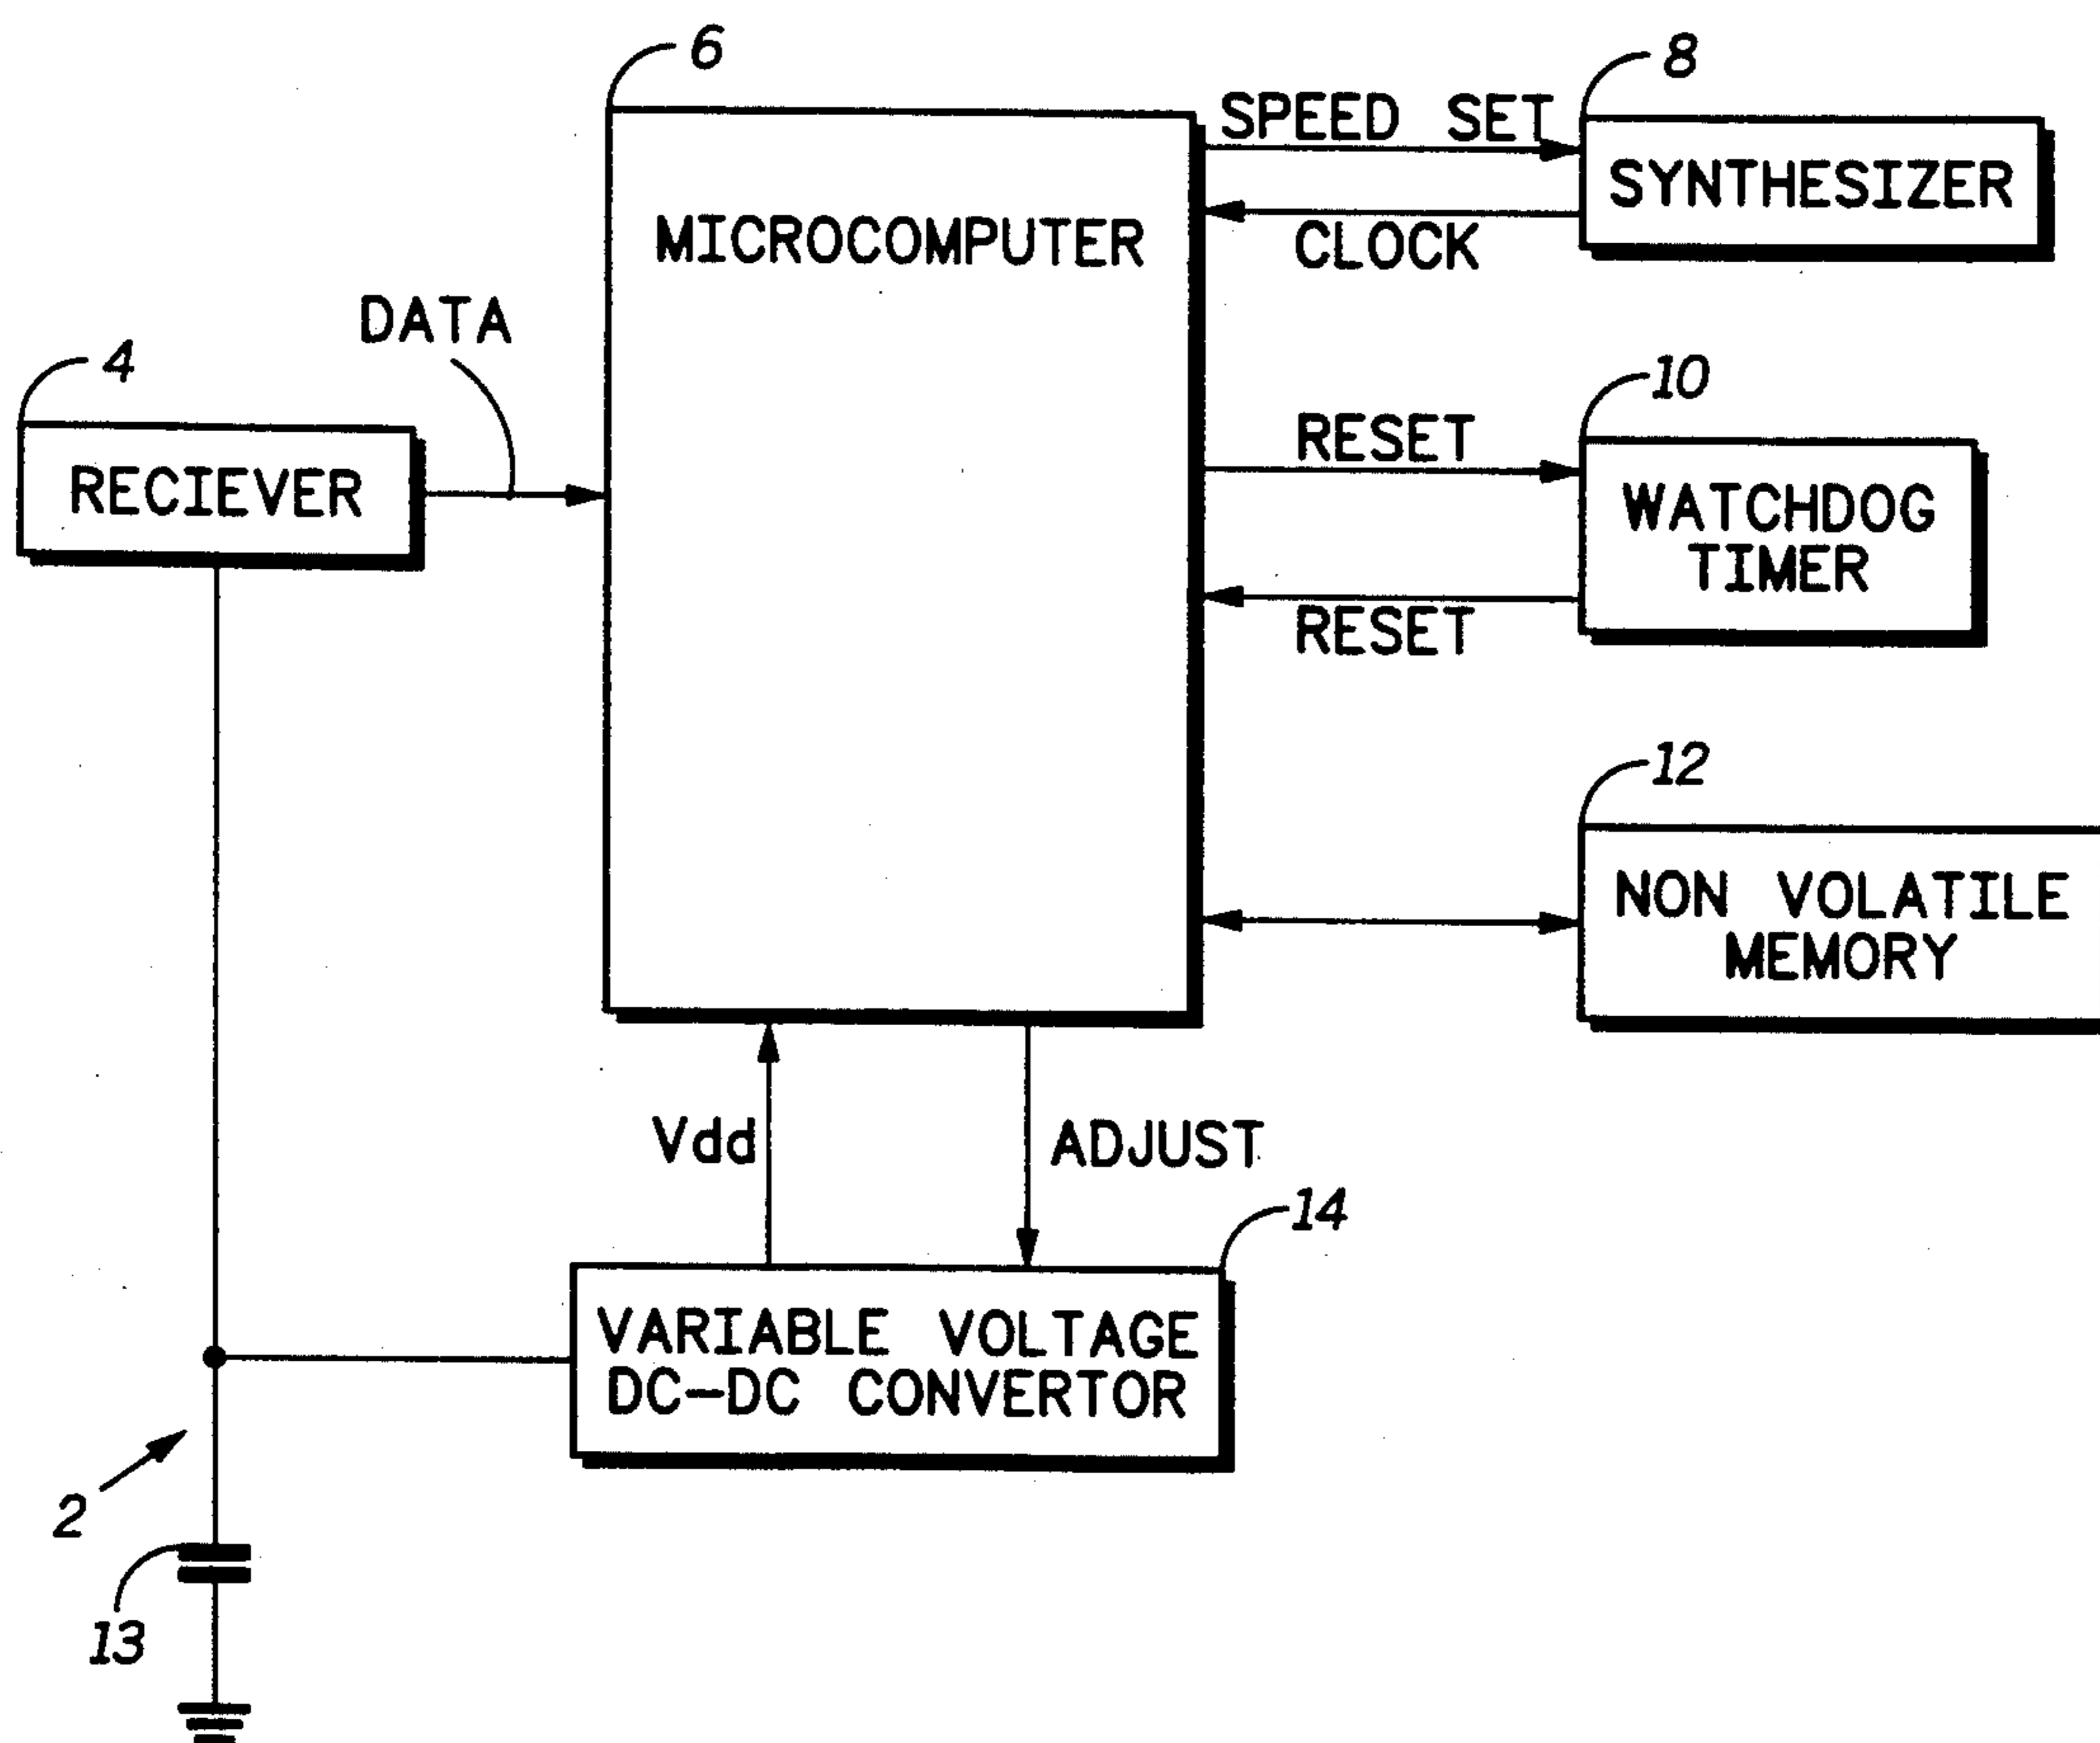 6
8
SPEED SET
SYNTHESIZER
MICROCOMPUTER
CLOCK
DATA
4
10
RESET
RECIEVER
WATCHDOG
TIMER
RESET
12
NON VOLATILE
MEMORY
Vdd
ADJUST
14
VARIABLE VOLTAGE
DC-DC CONVERTOR
2
13